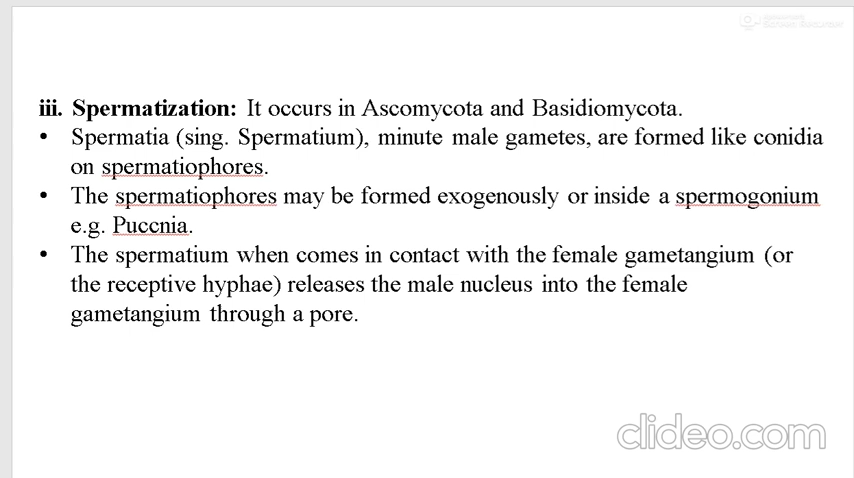 iii. Spermatization: It occurs in Ascomycota and Basidiomycota.
• Spermatia (sing. Spermatium), minute male gametes, are formed like conidia
on spermatiophores.
• The spermatiophores may be formed exogenously or inside a spermogonium
e.g. Puccnia.
• The spermatium when comes in contact with the female gametangium (or
the receptive hyphae) releases the male nucleus into the female
gametangium through a pore.
clideo.com